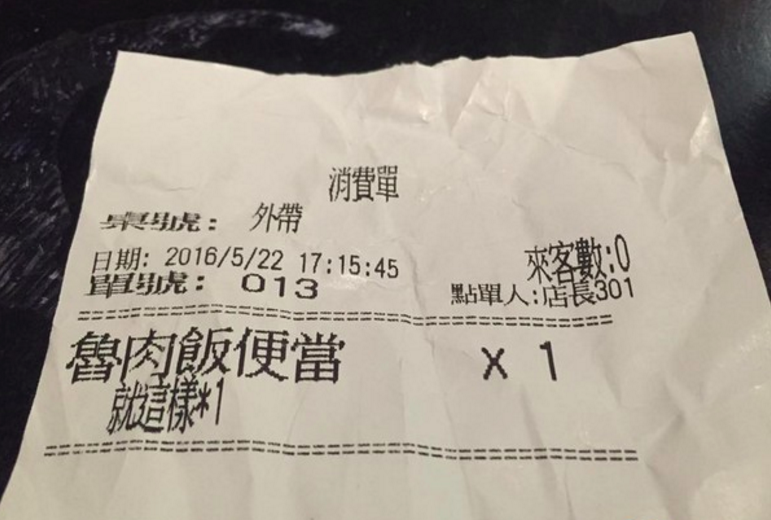 消費單
桌號: 外帶
日期: 2016/5/22 17:15:45 來客數:0
單號: 013 點單人:店長301
魯肉飯便當 X 1
就這樣*1